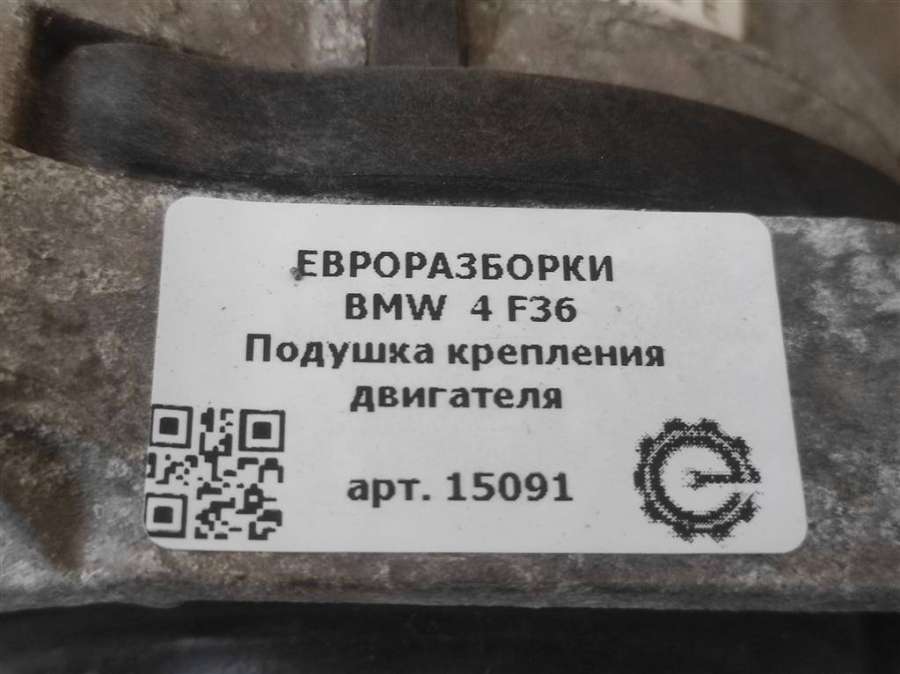 ЕВРОРАЗБОРКИ
BMW 4 F36
Подушка крепления
двигателя
арт. 15091